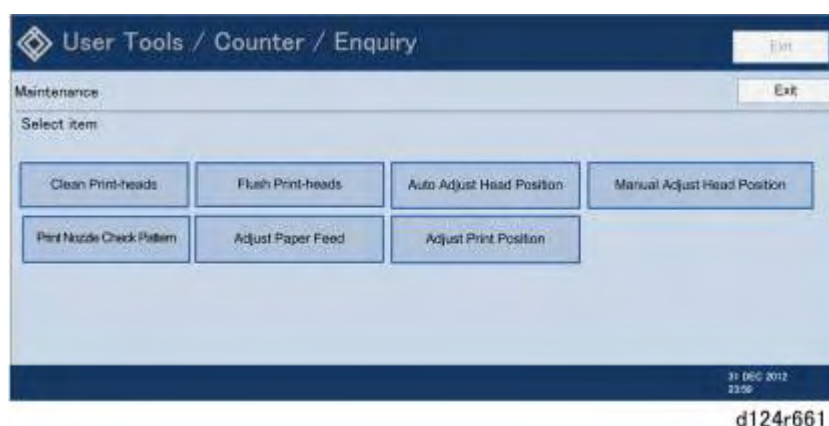 User Tools / Counter / Enquiry
Exit
Maintenance
Exit
Select item
Clean Print-heads
Flush Print-heads
Auto Adjust Head Position
Manual Adjust Head Position
Print Nozzle Check Pattern
Adjust Paper Feed
Adjust Print Position
31 DEC 2012
23:59
d124r661